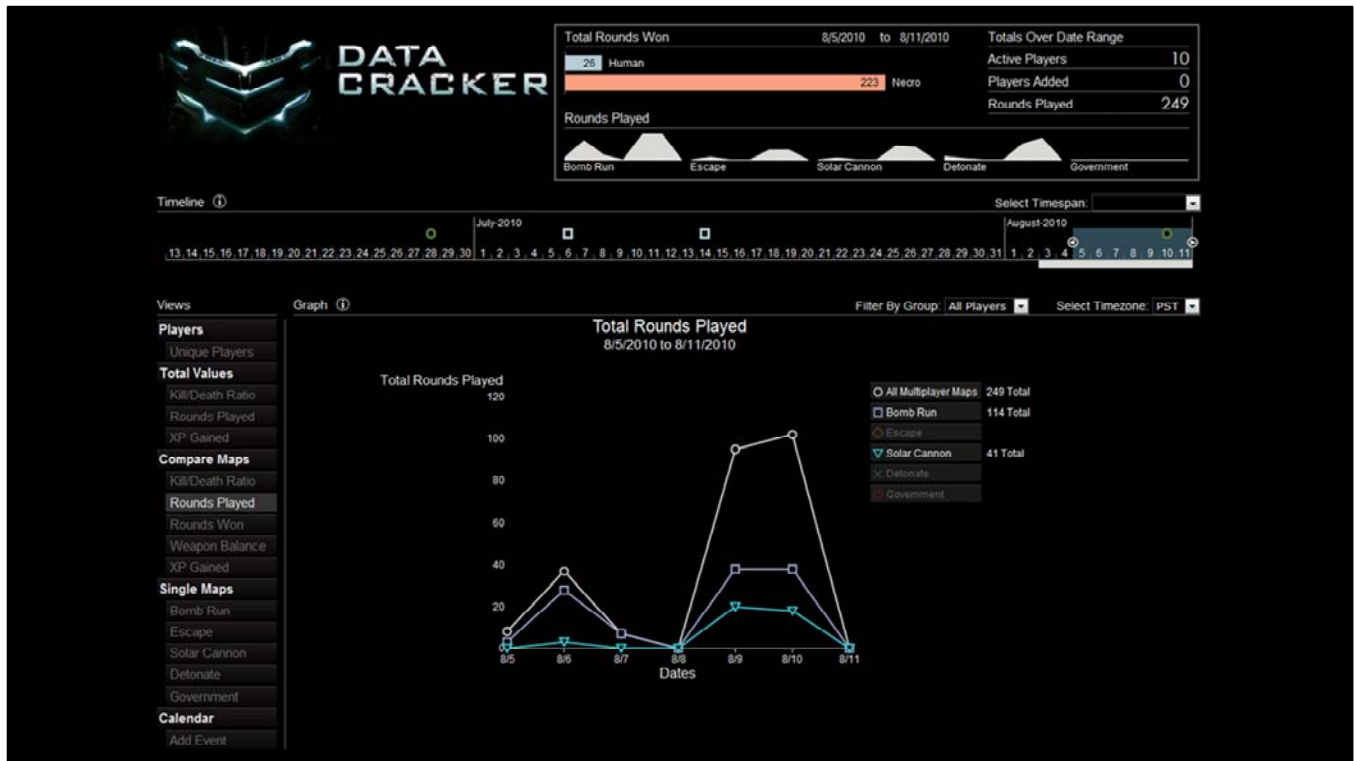 DATA
CRACKER
Total Rounds Won 8/5/2010 to 8/11/2010
26 Human
223 Necro
Rounds Played
Bomb Run Escape Solar Cannon Detonate Government
Totals Over Date Range
Active Players 10
Players Added 0
Rounds Played 249
Timeline
Select Timespan:
July-2010 August-2010
13 14 15 16 17 18 19 20 21 22 23 24 25 26 27 28 29 30 1 2 3 4 5 6 7 8 9 10 11 12 13 14 15 16 17 18 19 20 21 22 23 24 25 26 27 28 29 30 31 1 2 3 4 5 6 7 8 9 10 11
Views
Players
Unique Players
Total Values
Kill/Death Ratio
Rounds Played
XP Gained
Compare Maps
Kill/Death Ratio
Rounds Played
Rounds Won
Weapon Balance
XP Gained
Single Maps
Bomb Run
Escape
Solar Cannon
Detonate
Government
Calendar
Add Event
Graph
Filter By Group: All Players
Select Timezone: PST
Total Rounds Played
8/5/2010 to 8/11/2010
Total Rounds Played
120
100
80
60
40
20
0
8/5 8/6 8/7 8/8 8/9 8/10 8/11
Dates
All Multiplayer Maps 249 Total
Bomb Run 114 Total
Escape
Solar Cannon 41 Total
Detonate
Government